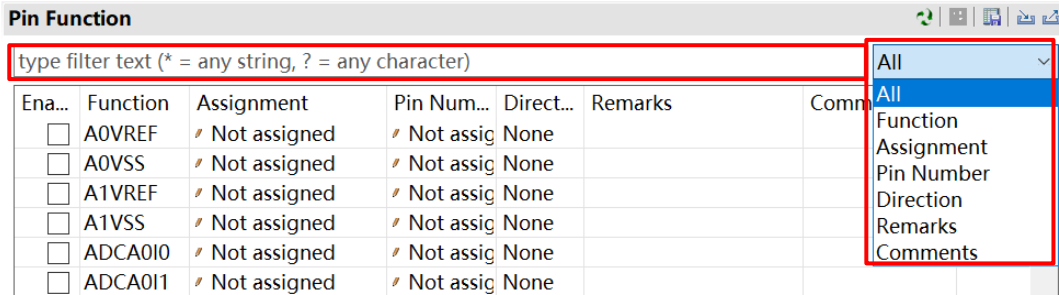 Pin Function
type filter text (* = any string, ? = any character)
All
Ena... Function Assignment Pin Num... Direct... Remarks Comm
All
Function
Assignment
Pin Number
Direction
Remarks
Comments
A0VREF Not assigned Not assig None
A0VSS Not assigned Not assig None
A1VREF Not assigned Not assig None
A1VSS Not assigned Not assig None
ADCA0I0 Not assigned Not assig None
ADCA0I1 Not assigned Not assig None